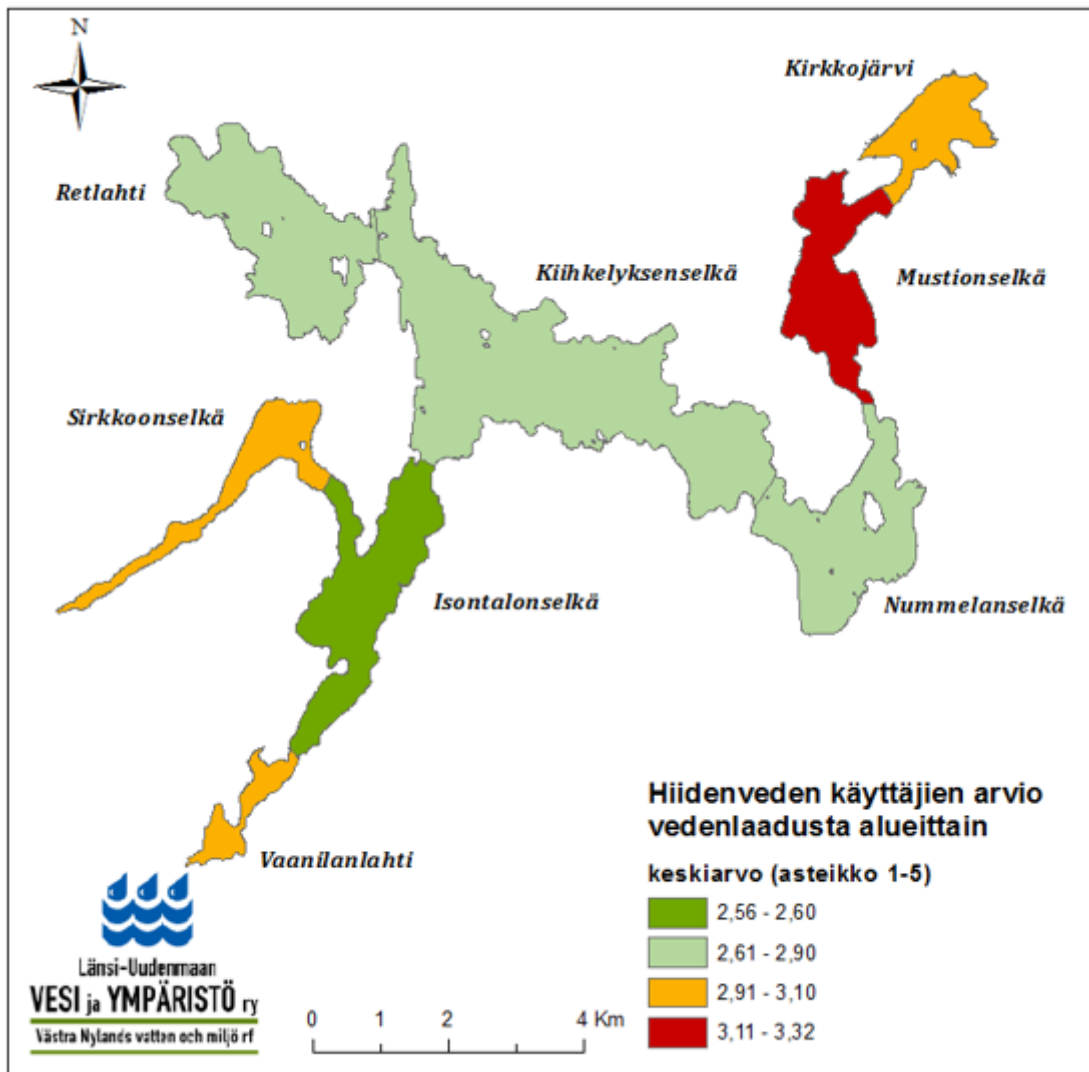 N
Kirkkojärvi
Retlahti
Kiihkelyksenselkä
Mustionselkä
Sirkkoonselkä
Isontalonselkä
Nummelanselkä
Vaanilanlahti
Hiidenveden käyttäjien arvio
vedenlaadusta alueittain
keskiarvo (asteikko 1-5)
2,56 - 2,60
2,61 - 2,90
2,91 - 3,10
3,11 - 3,32
Länsi-Uudenmaan
VESI ja YMPÄRISTÖ ry
Västra Nylands vatten och miljö rf
0 1 2 4 Km